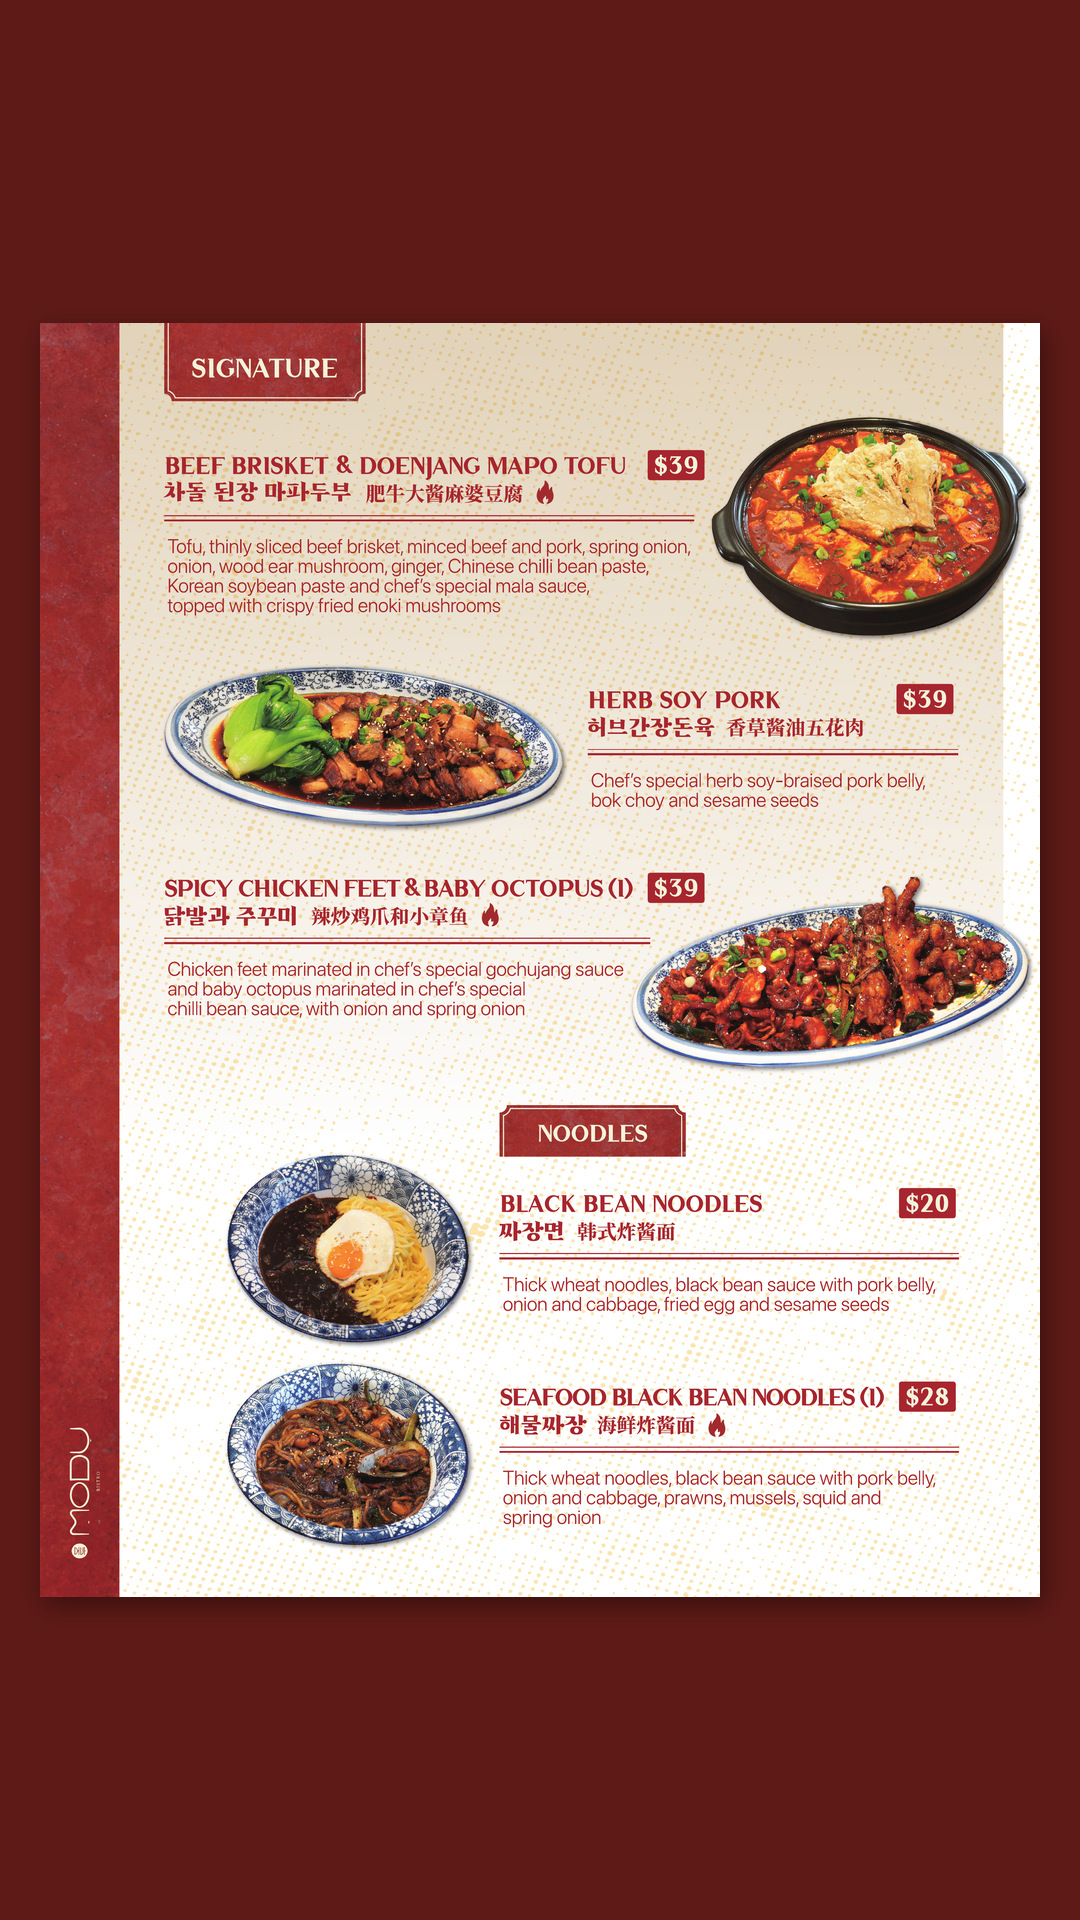 SIGNATURE
BEEF BRISKET & DOENJANG MAPO TOFU $39
차돌 된장 마파두부 肥牛大酱麻婆豆腐
Tofu, thinly sliced beef brisket, minced beef and pork, spring onion,
onion, wood ear mushroom, ginger, Chinese chilli bean paste,
Korean soybean paste and chef's special mala sauce,
topped with crispy fried enoki mushrooms
HERB SOY PORK $39
허브간장돈육 香草酱油五花肉
Chef's special herb soy-braised pork belly,
bok choy and sesame seeds
SPICY CHICKEN FEET & BABY OCTOPUS (I) $39
닭발과 주꾸미 辣炒鸡爪和小章鱼
Chicken feet marinated in chef's special gochujang sauce
and baby octopus marinated in chef's special
chilli bean sauce, with onion and spring onion
NOODLES
BLACK BEAN NOODLES $20
짜장면 韩式炸酱面
Thick wheat noodles, black bean sauce with pork belly,
onion and cabbage, fried egg and sesame seeds
SEAFOOD BLACK BEAN NOODLES (I) $28
해물짜장 海鲜炸酱面
Thick wheat noodles, black bean sauce with pork belly,
onion and cabbage, prawns, mussels, squid and
spring onion
MODU
BISTRO